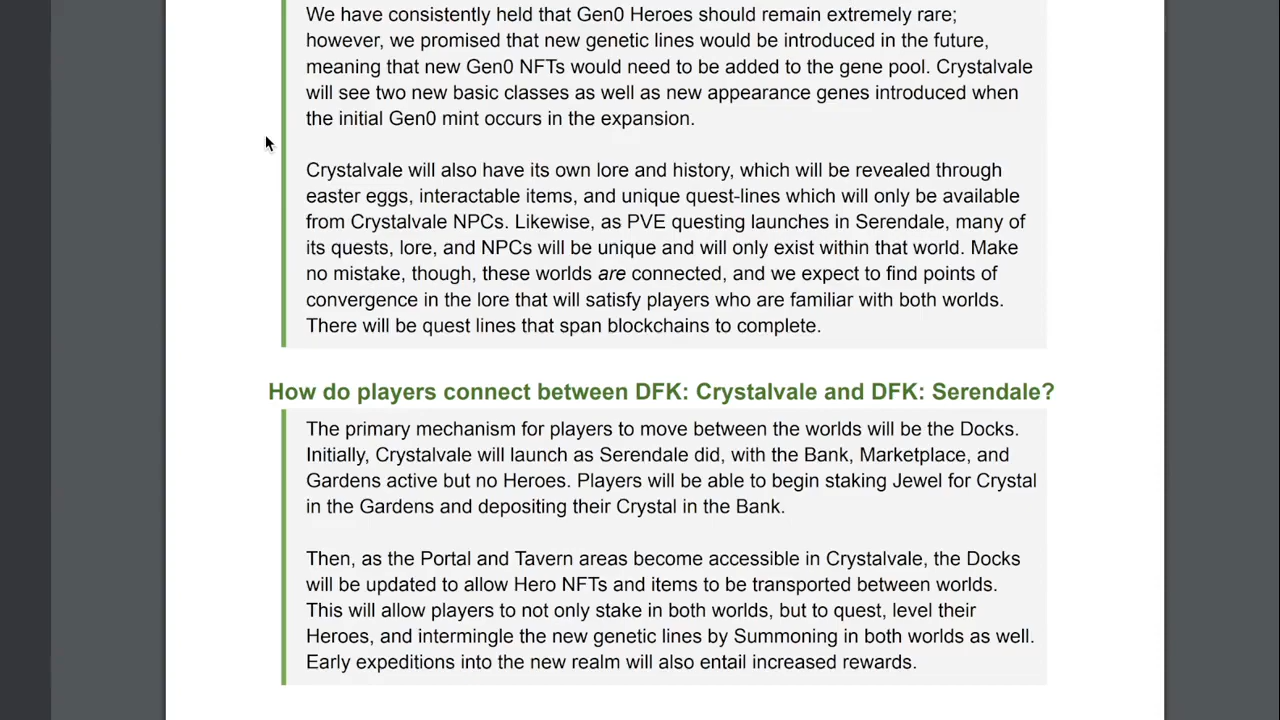 We have consistently held that Gen0 Heroes should remain extremely rare;
however, we promised that new genetic lines would be introduced in the future,
meaning that new Gen0 NFTs would need to be added to the gene pool. Crystalvale
will see two new basic classes as well as new appearance genes introduced when
the initial Gen0 mint occurs in the expansion.
Crystalvale will also have its own lore and history, which will be revealed through
easter eggs, interactable items, and unique quest-lines which will only be available
from Crystalvale NPCs. Likewise, as PVE questing launches in Serendale, many of
its quests, lore, and NPCs will be unique and will only exist within that world. Make
no mistake, though, these worlds are connected, and we expect to find points of
convergence in the lore that will satisfy players who are familiar with both worlds.
There will be quest lines that span blockchains to complete.
How do players connect between DFK: Crystalvale and DFK: Serendale?
The primary mechanism for players to move between the worlds will be the Docks.
Initially, Crystalvale will launch as Serendale did, with the Bank, Marketplace, and
Gardens active but no Heroes. Players will be able to begin staking Jewel for Crystal
in the Gardens and depositing their Crystal in the Bank.
Then, as the Portal and Tavern areas become accessible in Crystalvale, the Docks
will be updated to allow Hero NFTs and items to be transported between worlds.
This will allow players to not only stake in both worlds, but to quest, level their
Heroes, and intermingle the new genetic lines by Summoning in both worlds as well.
Early expeditions into the new realm will also entail increased rewards.